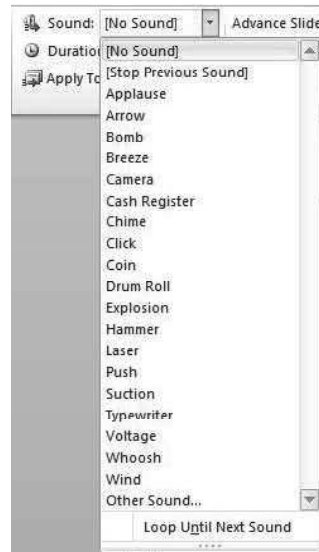 Sound: [No Sound] Advance Slide
Duration
Apply To
[No Sound]
[Stop Previous Sound]
Applause
Arrow
Bomb
Breeze
Camera
Cash Register
Chime
Click
Coin
Drum Roll
Explosion
Hammer
Laser
Push
Suction
Typewriter
Voltage
Whoosh
Wind
Other Sound...
Loop Until Next Sound